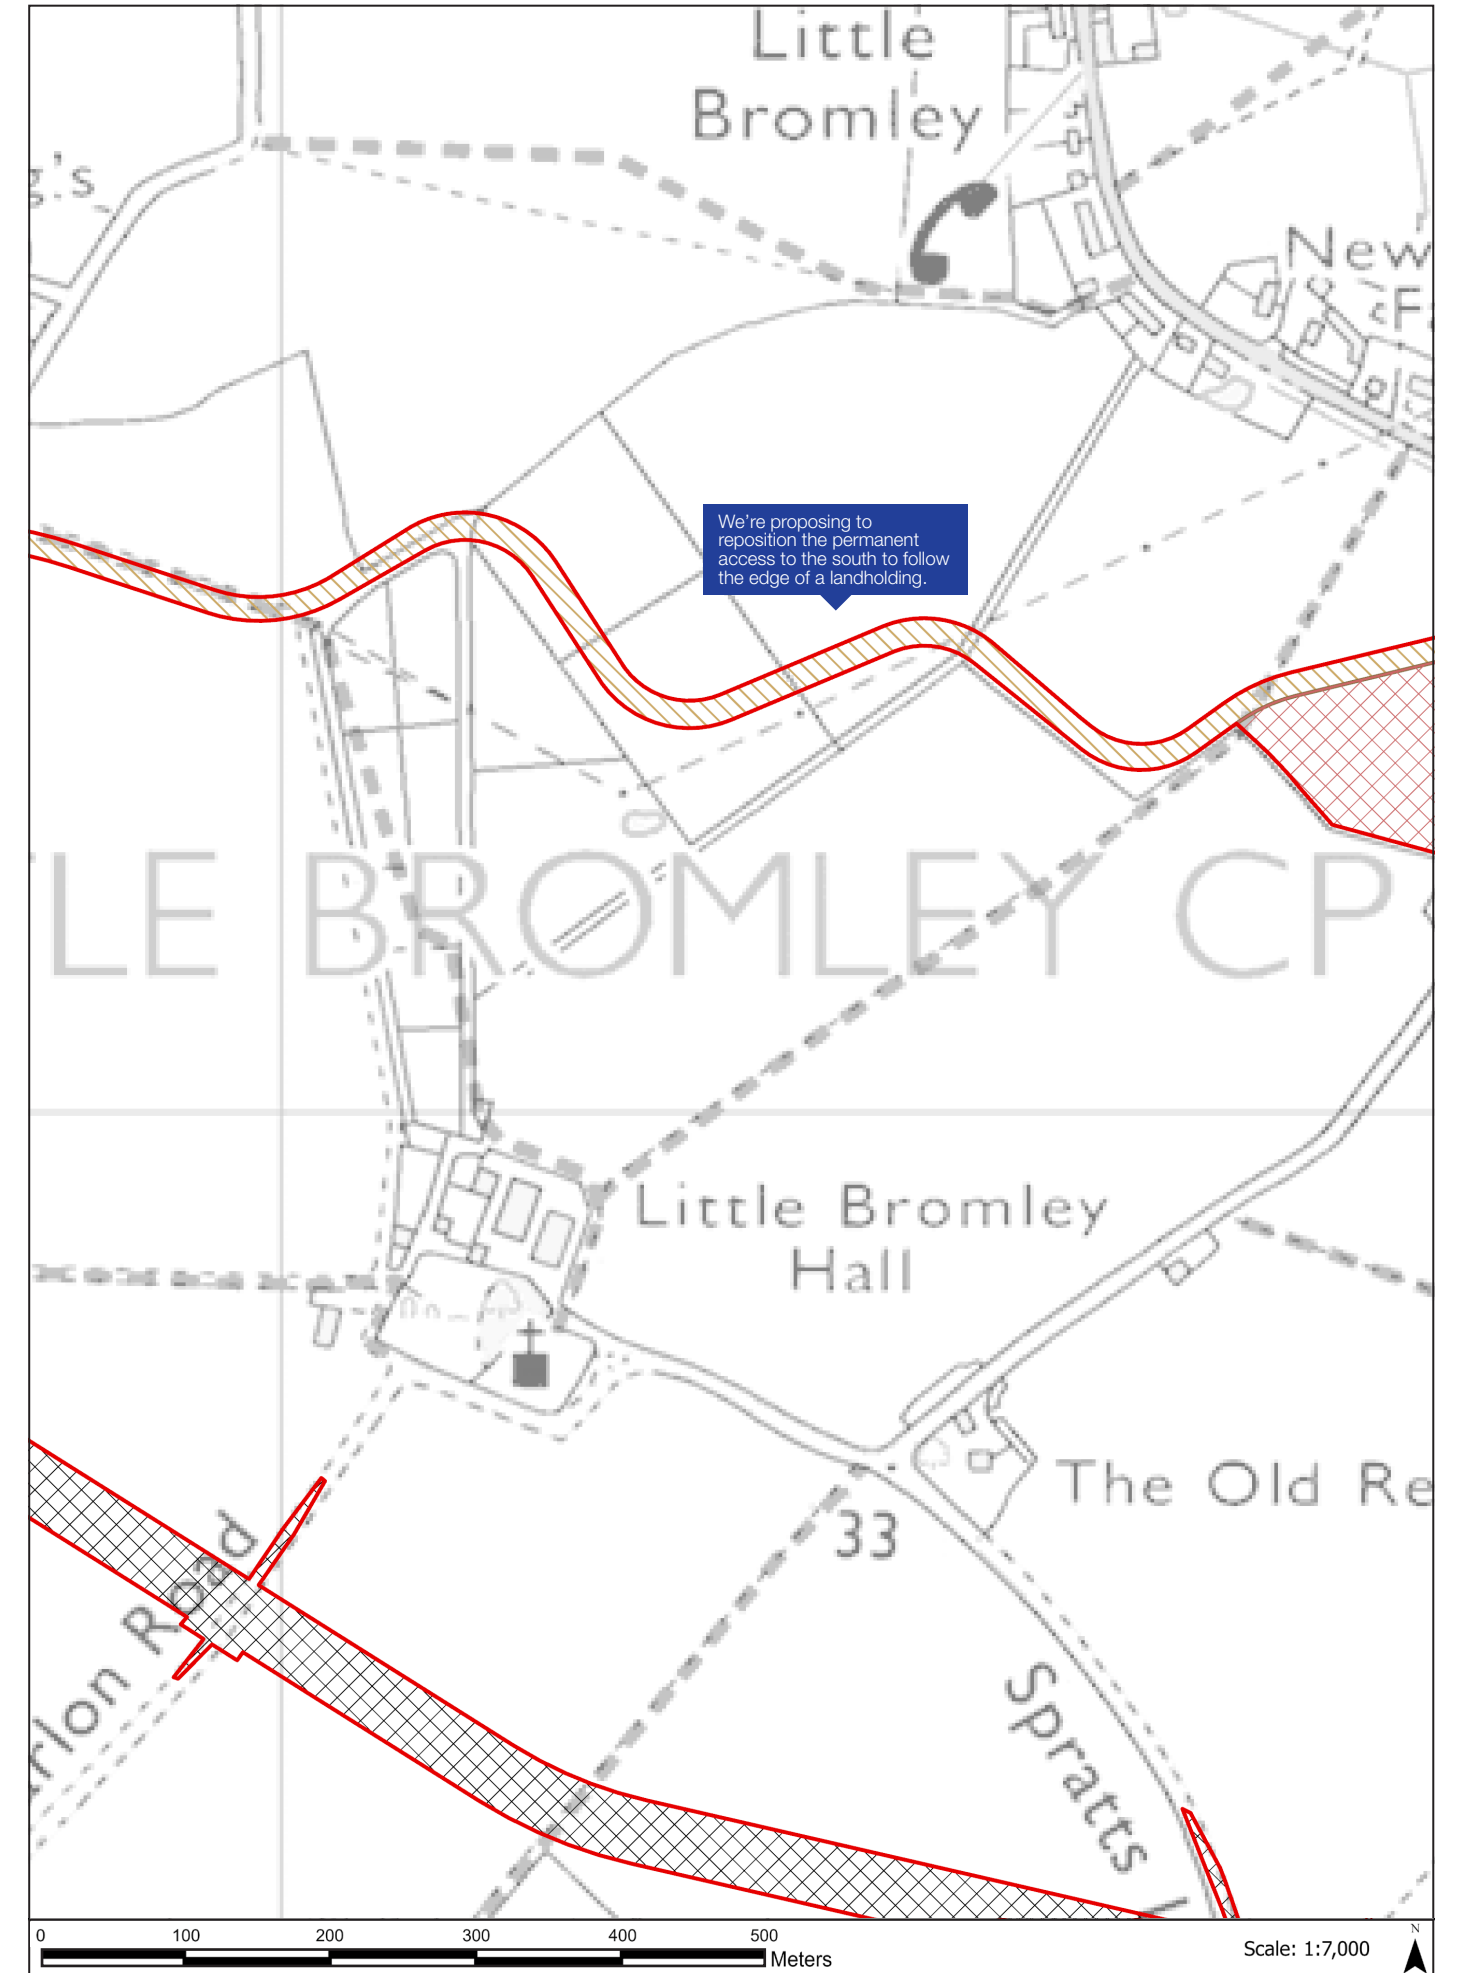 Little
Bromley
g's
New
F
We're proposing to
reposition the permanent
access to the south to follow
the edge of a landholding.
LE BROMLEY CP
Little Bromley
Hall
The Old Re
33
rlon Road
Spratts L
0 100 200 300 400 500
Meters
Scale: 1:7,000
N